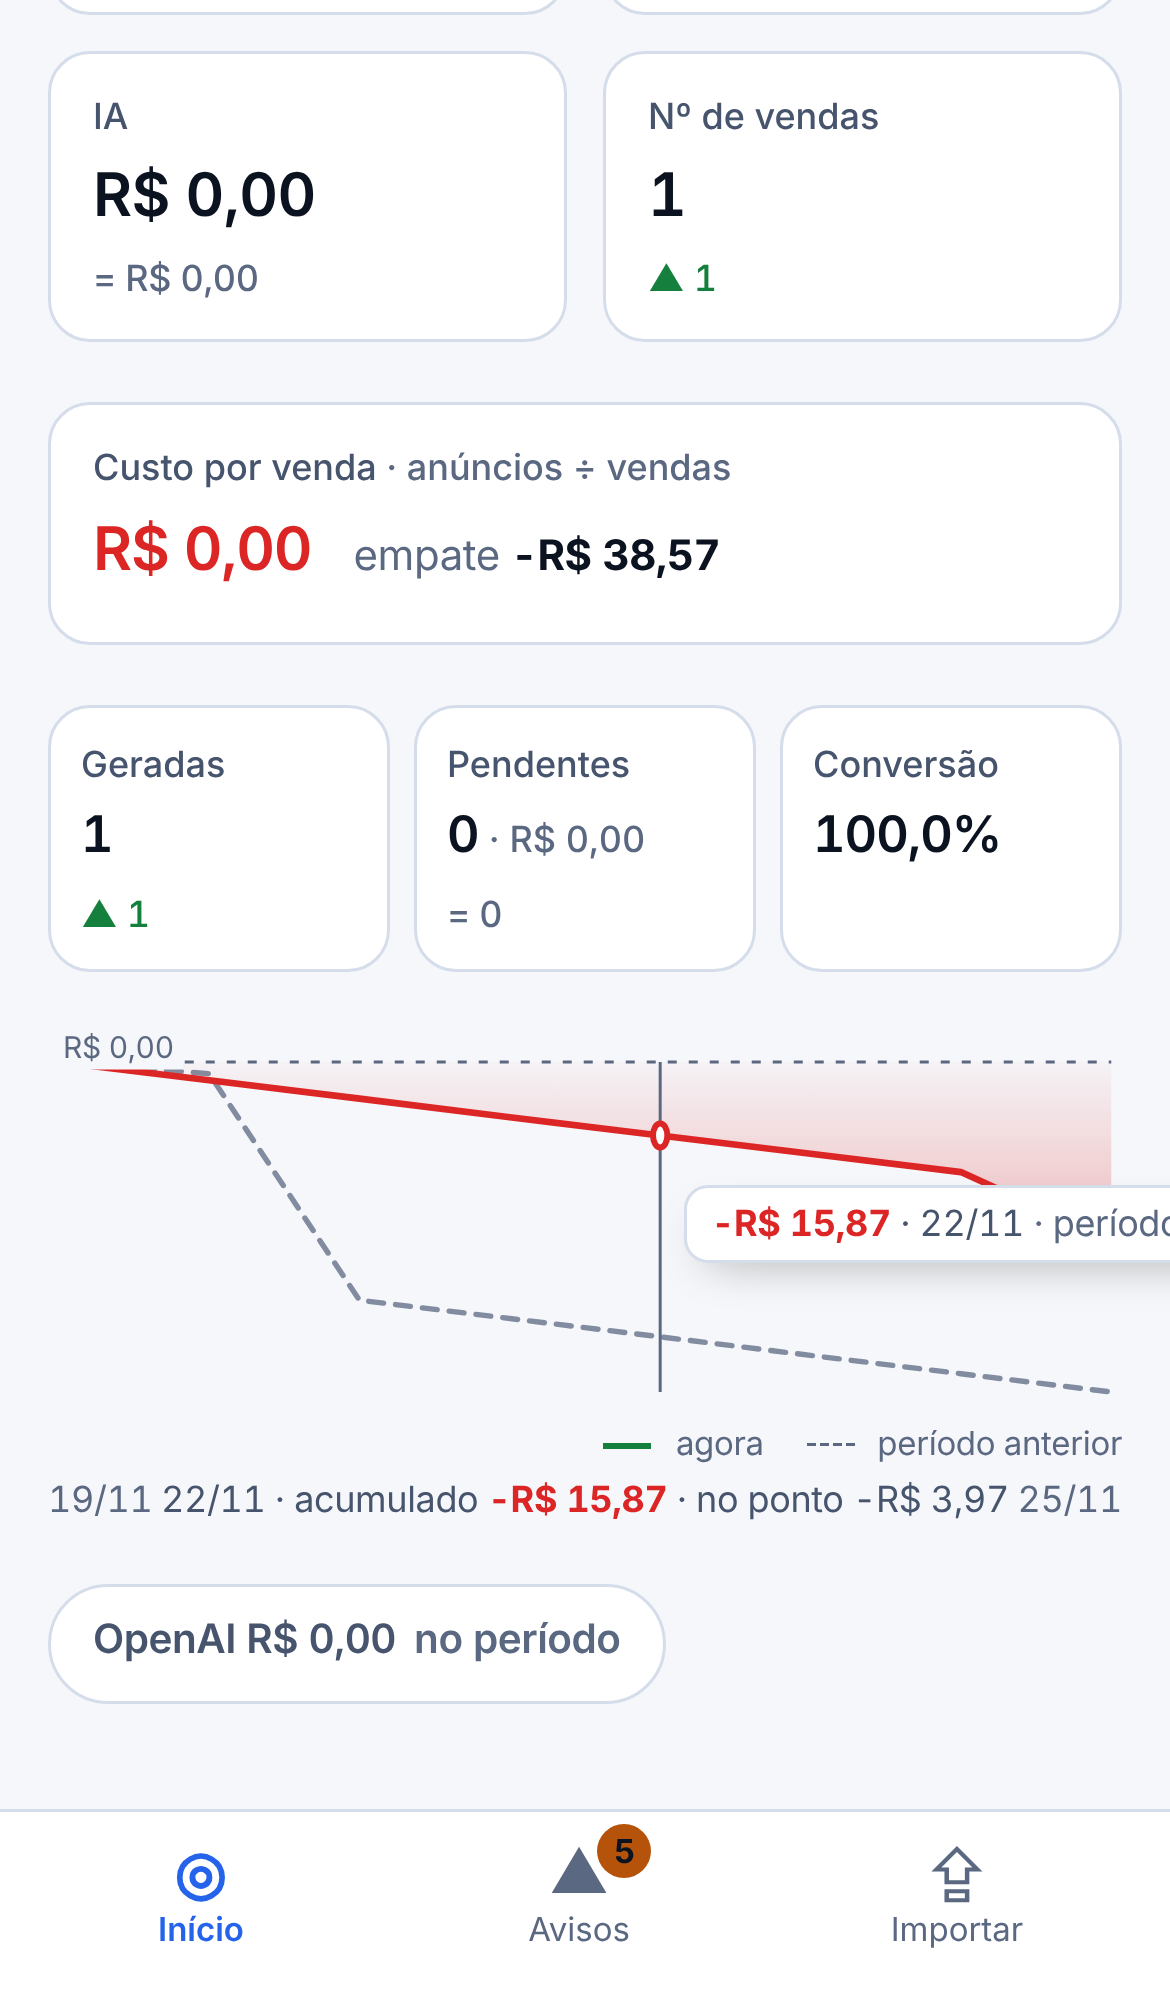 IA
R$ 0,00
= R$ 0,00
Nº de vendas
1
▲ 1
Custo por venda · anúncios ÷ vendas
R$ 0,00 empate -R$ 38,57
Geradas
1
▲ 1
Pendentes
0 · R$ 0,00
= 0
Conversão
100,0%
R$ 0,00
-R$ 15,87 · 22/11 · período
agora período anterior
19/11 22/11 · acumulado -R$ 15,87 · no ponto -R$ 3,97 25/11
OpenAI R$ 0,00 no período
5
Início
Avisos
Importar